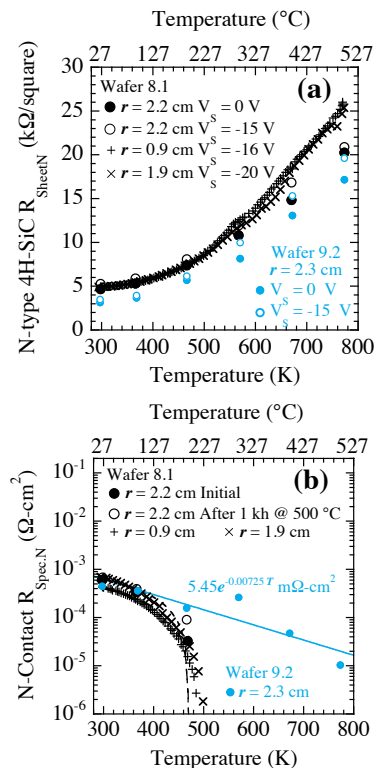 Temperature (°C)
27 127 227 327 427 527
N-type 4H-SiC R_SheetN (kΩ/square)
30
25
20
15
10
5
0
(a)
Wafer 8.1
● r = 2.2 cm V_S = 0 V
○ r = 2.2 cm V_S = -15 V
+ r = 0.9 cm V_S = -16 V
× r = 1.9 cm V_S = -20 V
Wafer 9.2
r = 2.3 cm
● V_S = 0 V
○ V_S = -15 V
300 400 500 600 700 800
Temperature (K)
Temperature (°C)
27 127 227 327 427 527
N-Contact R_Spec.N (Ω-cm²)
10⁻¹
10⁻²
10⁻³
10⁻⁴
10⁻⁵
10⁻⁶
Wafer 8.1
(b)
● r = 2.2 cm Initial
○ r = 2.2 cm After 1 kh @ 500 °C
+ r = 0.9 cm × r = 1.9 cm
5.45e^-0.00725 T mΩ-cm²
Wafer 9.2
● r = 2.3 cm
300 400 500 600 700 800
Temperature (K)